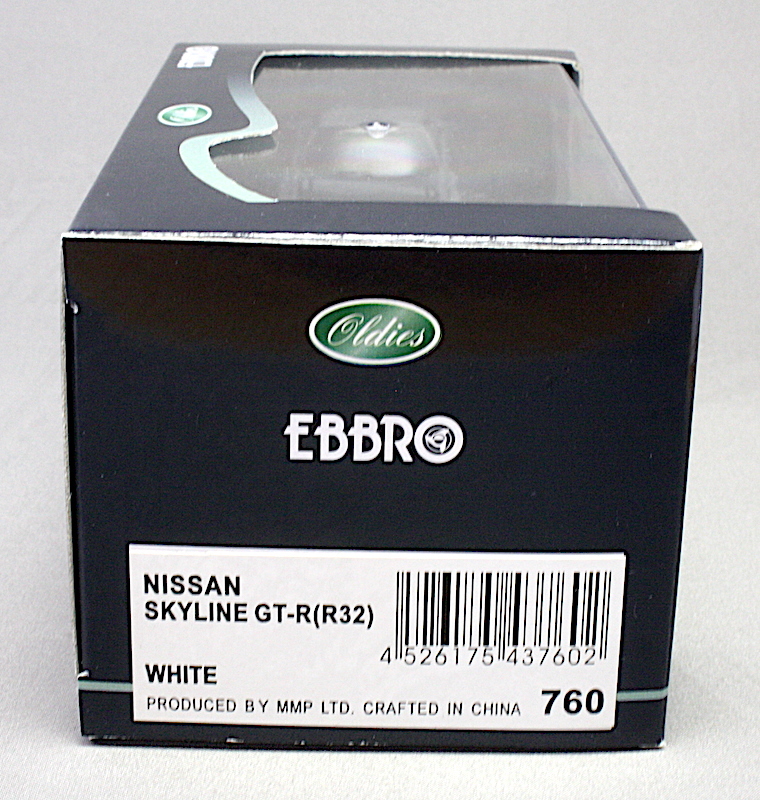 Oldies
EBBRO
NISSAN
SKYLINE GT-R(R32)
4 526175 437602
WHITE
PRODUCED BY MMP LTD. CRAFTED IN CHINA 760